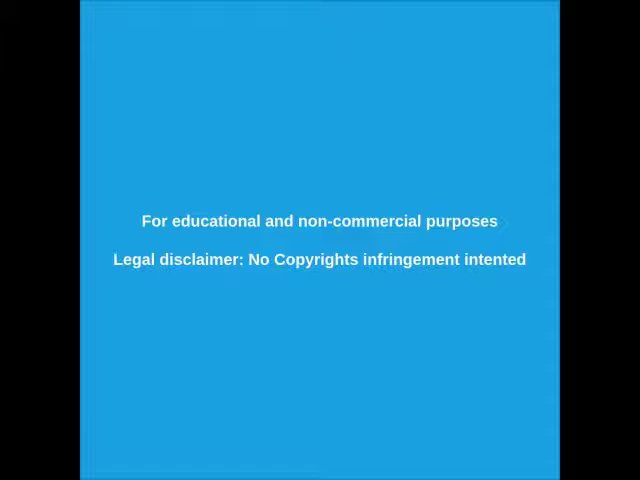 For educational and non-commercial purposes
Legal disclaimer: No Copyrights infringement intented